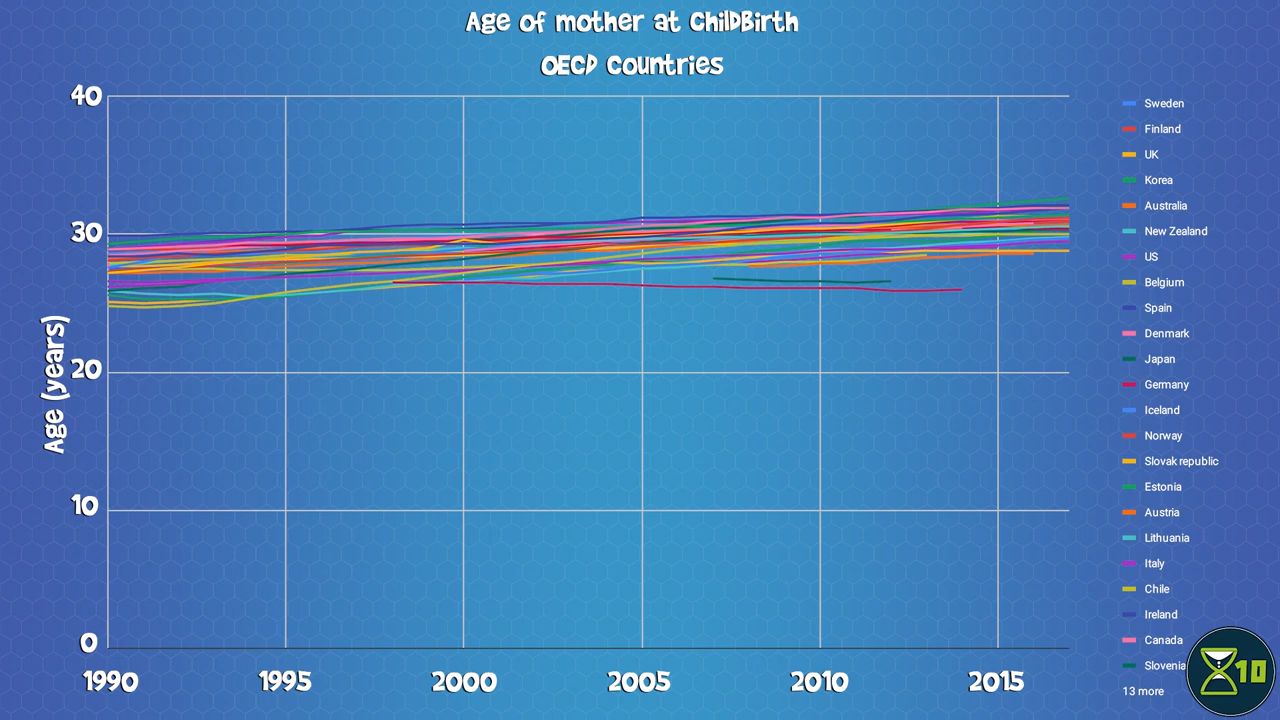 Age of mother at ChildBirth
OECD Countries
Age (years)
40
30
20
10
0
1990
1995
2000
2005
2010
2015
Sweden
Finland
UK
Korea
Australia
New Zealand
US
Belgium
Spain
Denmark
Japan
Germany
Iceland
Norway
Slovak republic
Estonia
Austria
Lithuania
Italy
Chile
Ireland
Canada
Slovenia
13 more
10